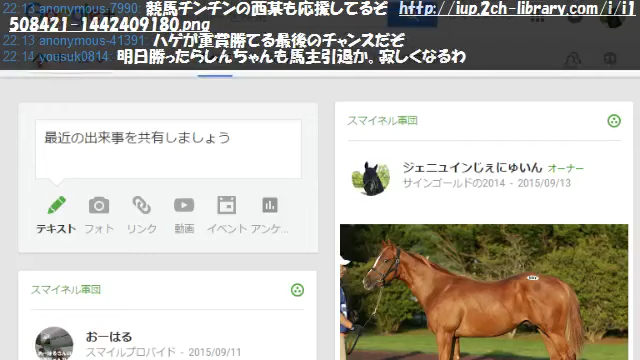 22:13 anonymous-7990 競馬チンチンの西某も応援してるぞ http://iup.2ch-library.com/i/i1
508421-1442409180.png
22:13 anonymous-41391 ハゲが重賞勝てる最後のチャンスだぞ
22:14 yousuk0814: 明日勝ったらしんちゃんも馬主引退か。寂しくなるわ
最近の出来事を共有しましょう
テキスト フォト リンク 動画 イベント アンケ...
スマイネル軍団
おーはる
スマイルプロバイド - 2015/09/11
スマイネル軍団
ジェニュインじぇにゅいん オーナー
サインゴールドの2014 - 2015/09/13